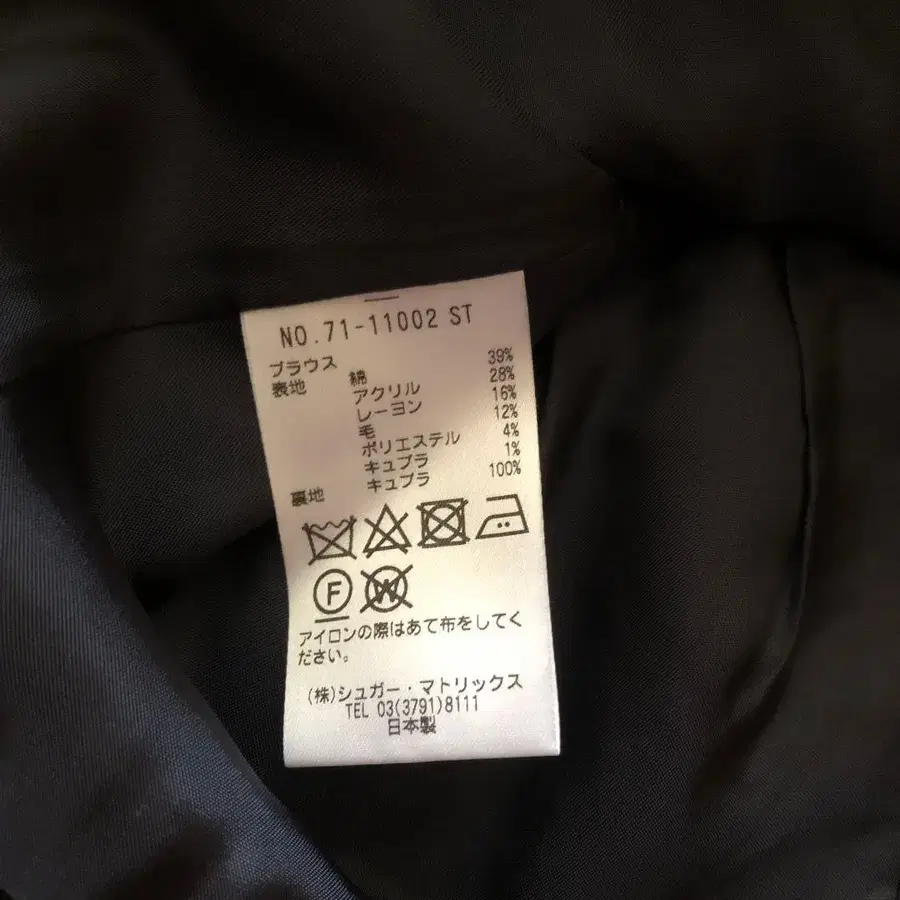 NO.71-11002 ST
ブラウス
表地 綿 39%
アクリル 28%
レーヨン 16%
毛 12%
ポリエステル 4%
キュプラ 1%
裏地 キュプラ 100%
F W
アイロンの際はあて布をしてく
ださい。
(株)シュガー・マトリックス
TEL 03(3791)8111
日本製